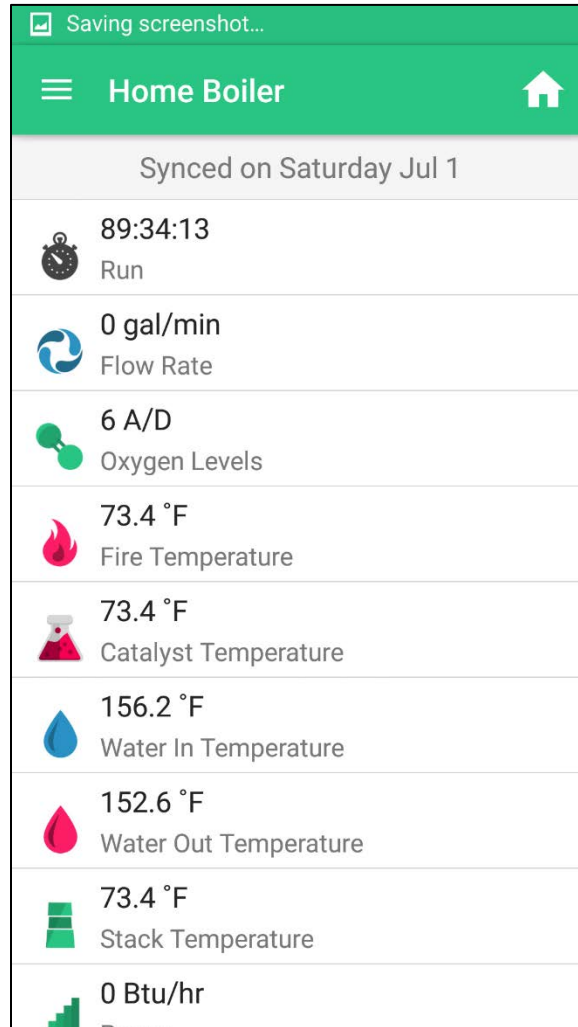 Saving screenshot...
Home Boiler
Synced on Saturday Jul 1
89:34:13
Run
0 gal/min
Flow Rate
6 A/D
Oxygen Levels
73.4 °F
Fire Temperature
73.4 °F
Catalyst Temperature
156.2 °F
Water In Temperature
152.6 °F
Water Out Temperature
73.4 °F
Stack Temperature
0 Btu/hr